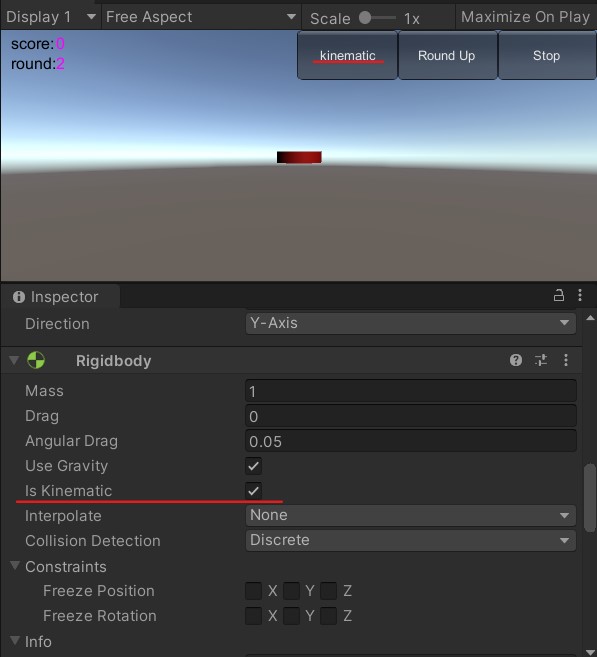 Display 1 Free Aspect Scale 1x Maximize On Play
score:0 kinematic Round Up Stop
round:2
Inspector
Direction Y-Axis
Rigidbody
Mass 1
Drag 0
Angular Drag 0.05
Use Gravity
Is Kinematic
Interpolate None
Collision Detection Discrete
Constraints
Freeze Position X Y Z
Freeze Rotation X Y Z
Info